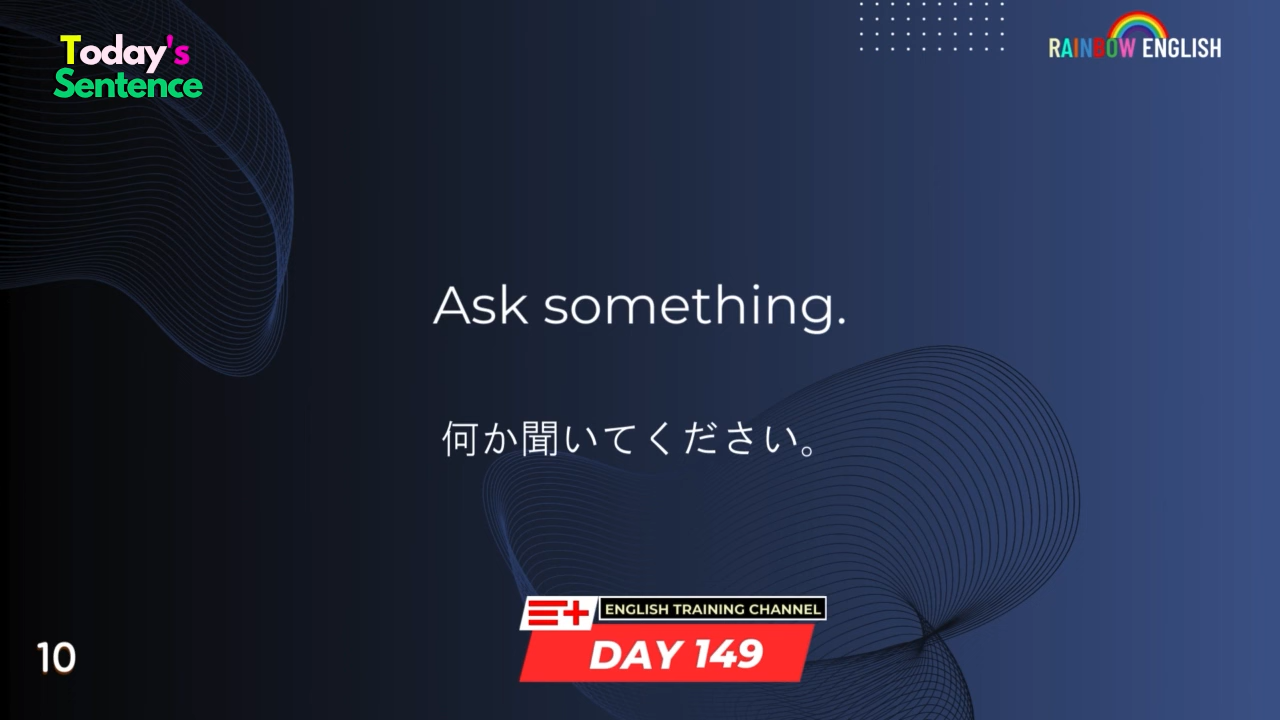 Today's
Sentence
RAINBOW ENGLISH
Ask something.
何か聞いてください。
ENGLISH TRAINING CHANNEL
DAY 149
10